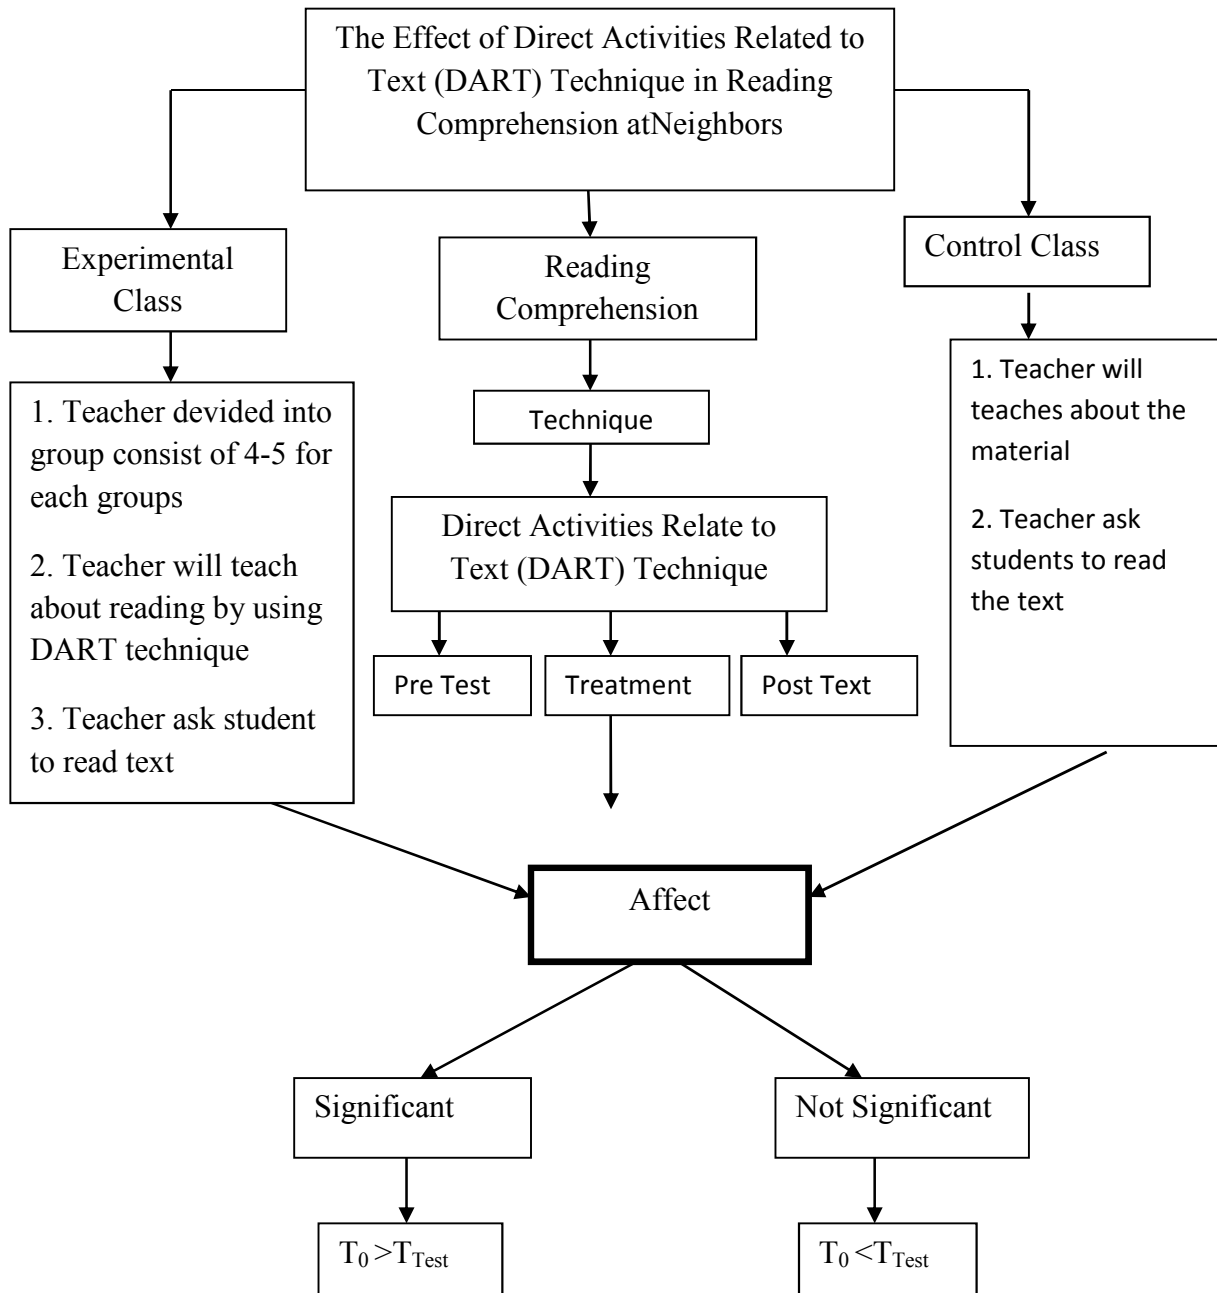 The Effect of Direct Activities Related to
Text (DART) Technique in Reading
Comprehension atNeighbors
Experimental
Class
Reading
Comprehension
Control Class
1. Teacher devided into
group consist of 4-5 for
each groups
2. Teacher will teach
about reading by using
DART technique
3. Teacher ask student
to read text
Technique
Direct Activities Relate to
Text (DART) Technique
Pre Test
Treatment
Post Text
1. Teacher will
teaches about the
material
2. Teacher ask
students to read
the text
Affect
Significant
Not Significant
T0 >TTest
T0 <TTest